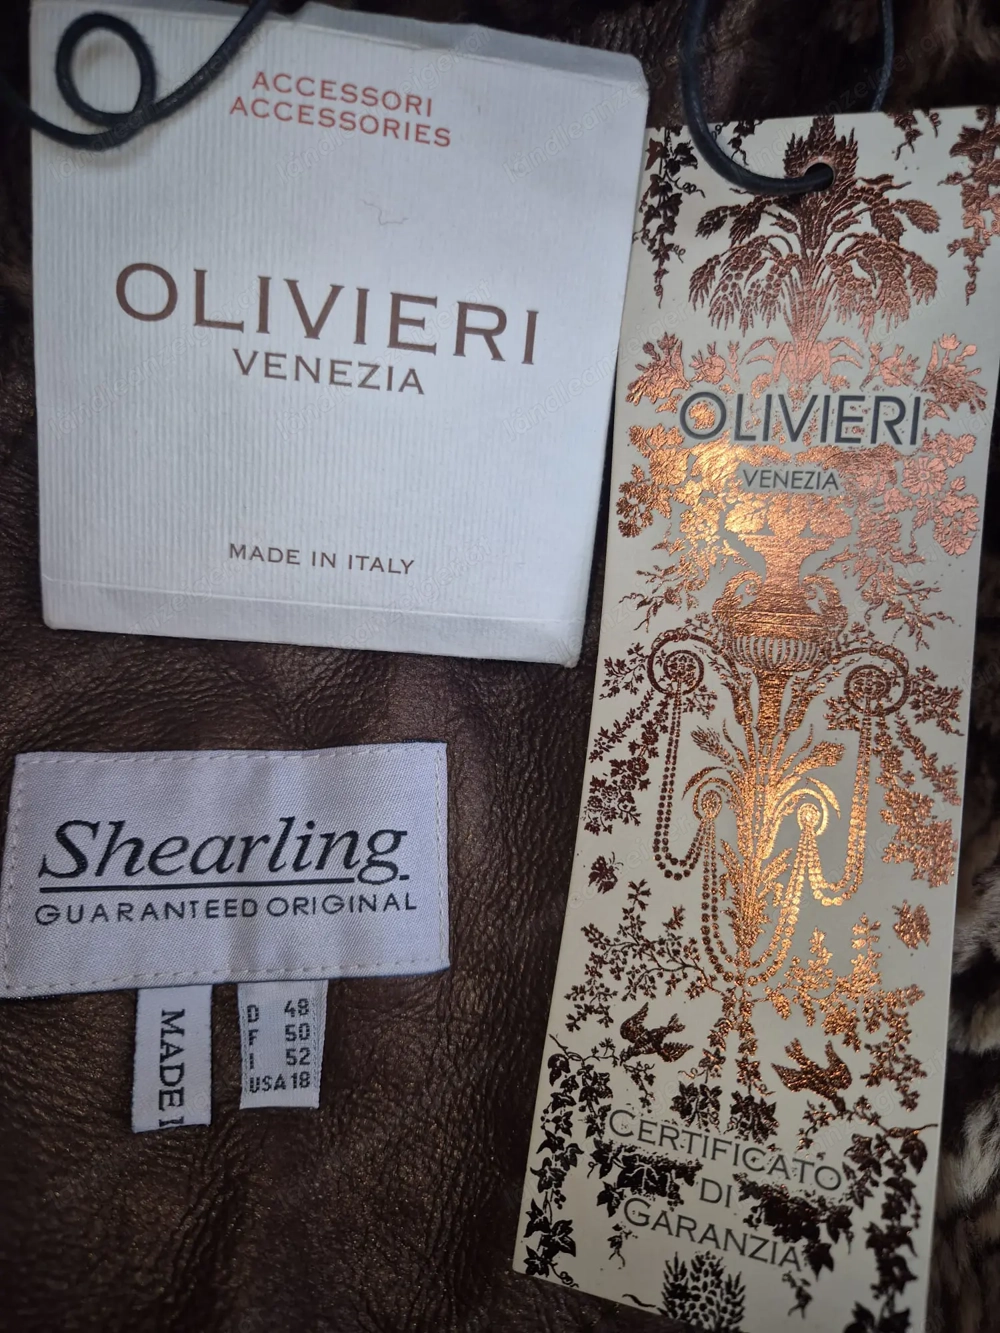 ACCESSORI
ACCESSORIES
OLIVIERI
VENEZIA
MADE IN ITALY
OLIVIERI
VENEZIA
CERTIFICATO
DI
GARANZIA
Shearling
GUARANTEED ORIGINAL
MADE I
D 48
F 50
I 52
USA 18